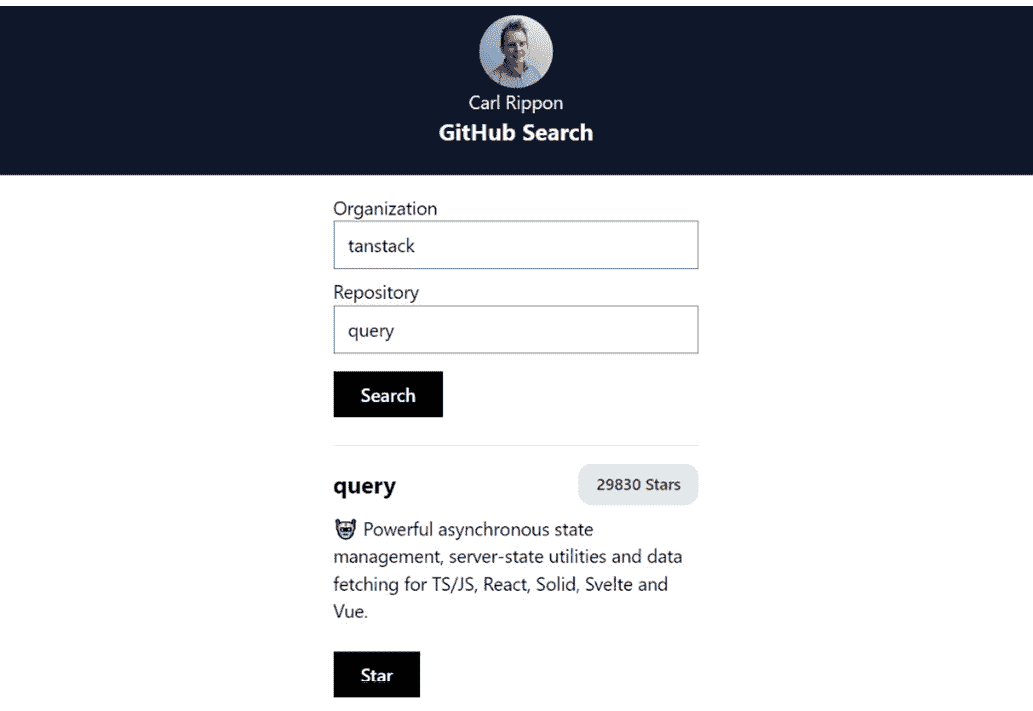 Carl Rippon
GitHub Search
Organization
tanstack
Repository
query
Search
query
29830 Stars
Powerful asynchronous state
management, server-state utilities and data
fetching for TS/JS, React, Solid, Svelte and
Vue.
Star